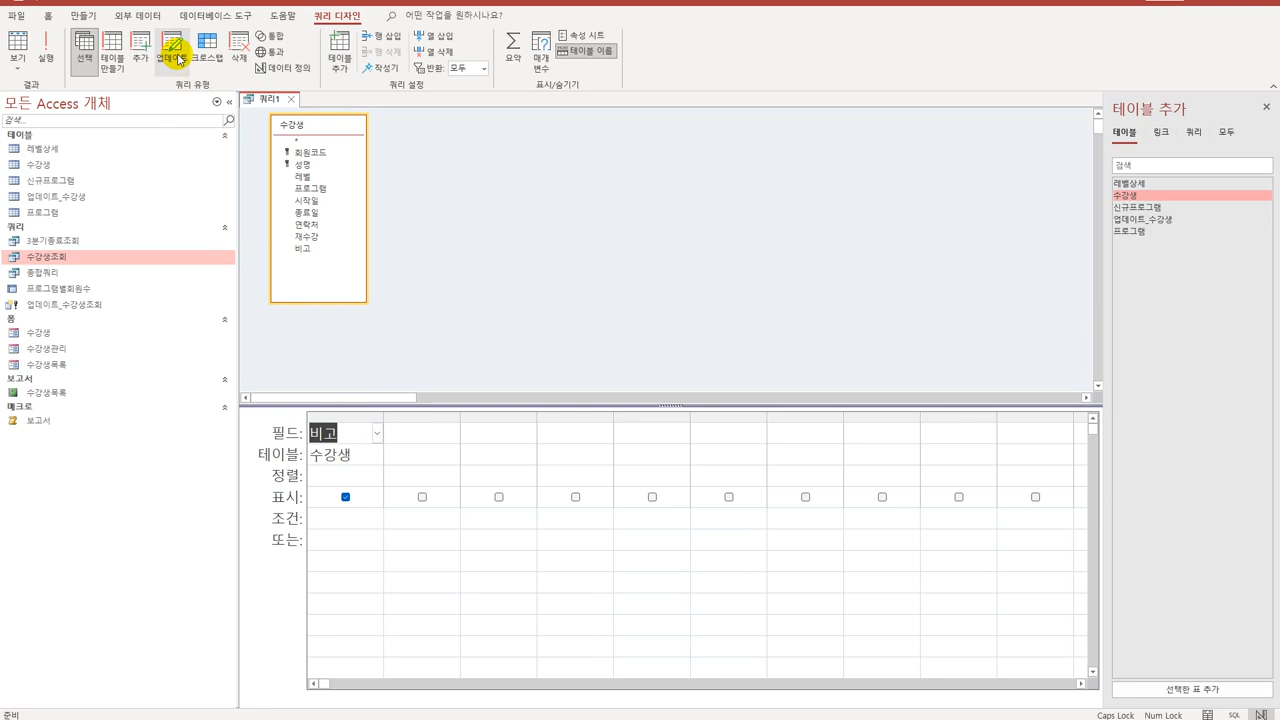 파일 홈 만들기 외부 데이터 데이터베이스 도구 도움말 쿼리 디자인 어떤 작업을 원하시나요?
보기 실행 선택 테이블 만들기 추가 업데이트 크로스탭 삭제 통합 통과 데이터 정의 테이블 추가 행 삽입 행 삭제 작성기 열 삽입 열 삭제 반환: 모두 요약 매개 변수 속성 시트 테이블 이름
결과 쿼리 유형 쿼리 설정 표시/숨기기
모든 Access 개체
검색...
테이블
레벨상세
수강생
신규프로그램
업데이트_수강생
프로그램
쿼리
3분기종료조회
수강생조회
종합쿼리
프로그램별회원수
업데이트_수강생조회
폼
수강생
수강생관리
수강생목록
보고서
수강생목록
매크로
보고서
쿼리1
수강생
*
회원코드
생명
레벨
프로그램
시작일
종료일
연락처
재수강
비고
필드: 비고
테이블: 수강생
정렬:
표시:
조건:
또는:
테이블 추가
테이블 링크 쿼리 모두
검색
레벨상세
수강생
신규프로그램
업데이트_수강생
프로그램
선택한 표 추가
준비
Caps Lock Num Lock SQL